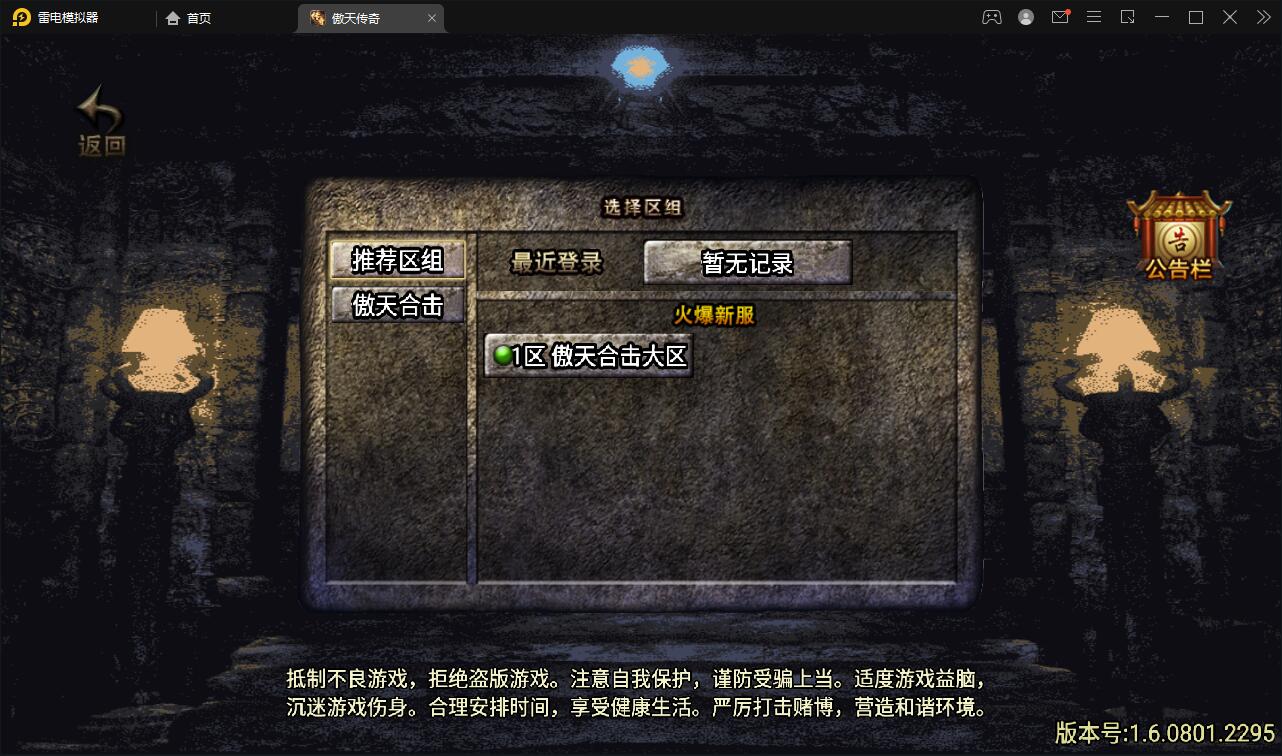 雷电模拟器
首页
傲天传奇
返回
选择区组
推荐区组
最近登录
暂无记录
傲天合击
火爆新服
1区 傲天合击大区
告
公告栏
抵制不良游戏，拒绝盗版游戏。注意自我保护，谨防受骗上当。适度游戏益脑，
沉迷游戏伤身。合理安排时间，享受健康生活。严厉打击赌博，营造和谐环境。
版本号:1.6.0801.2295